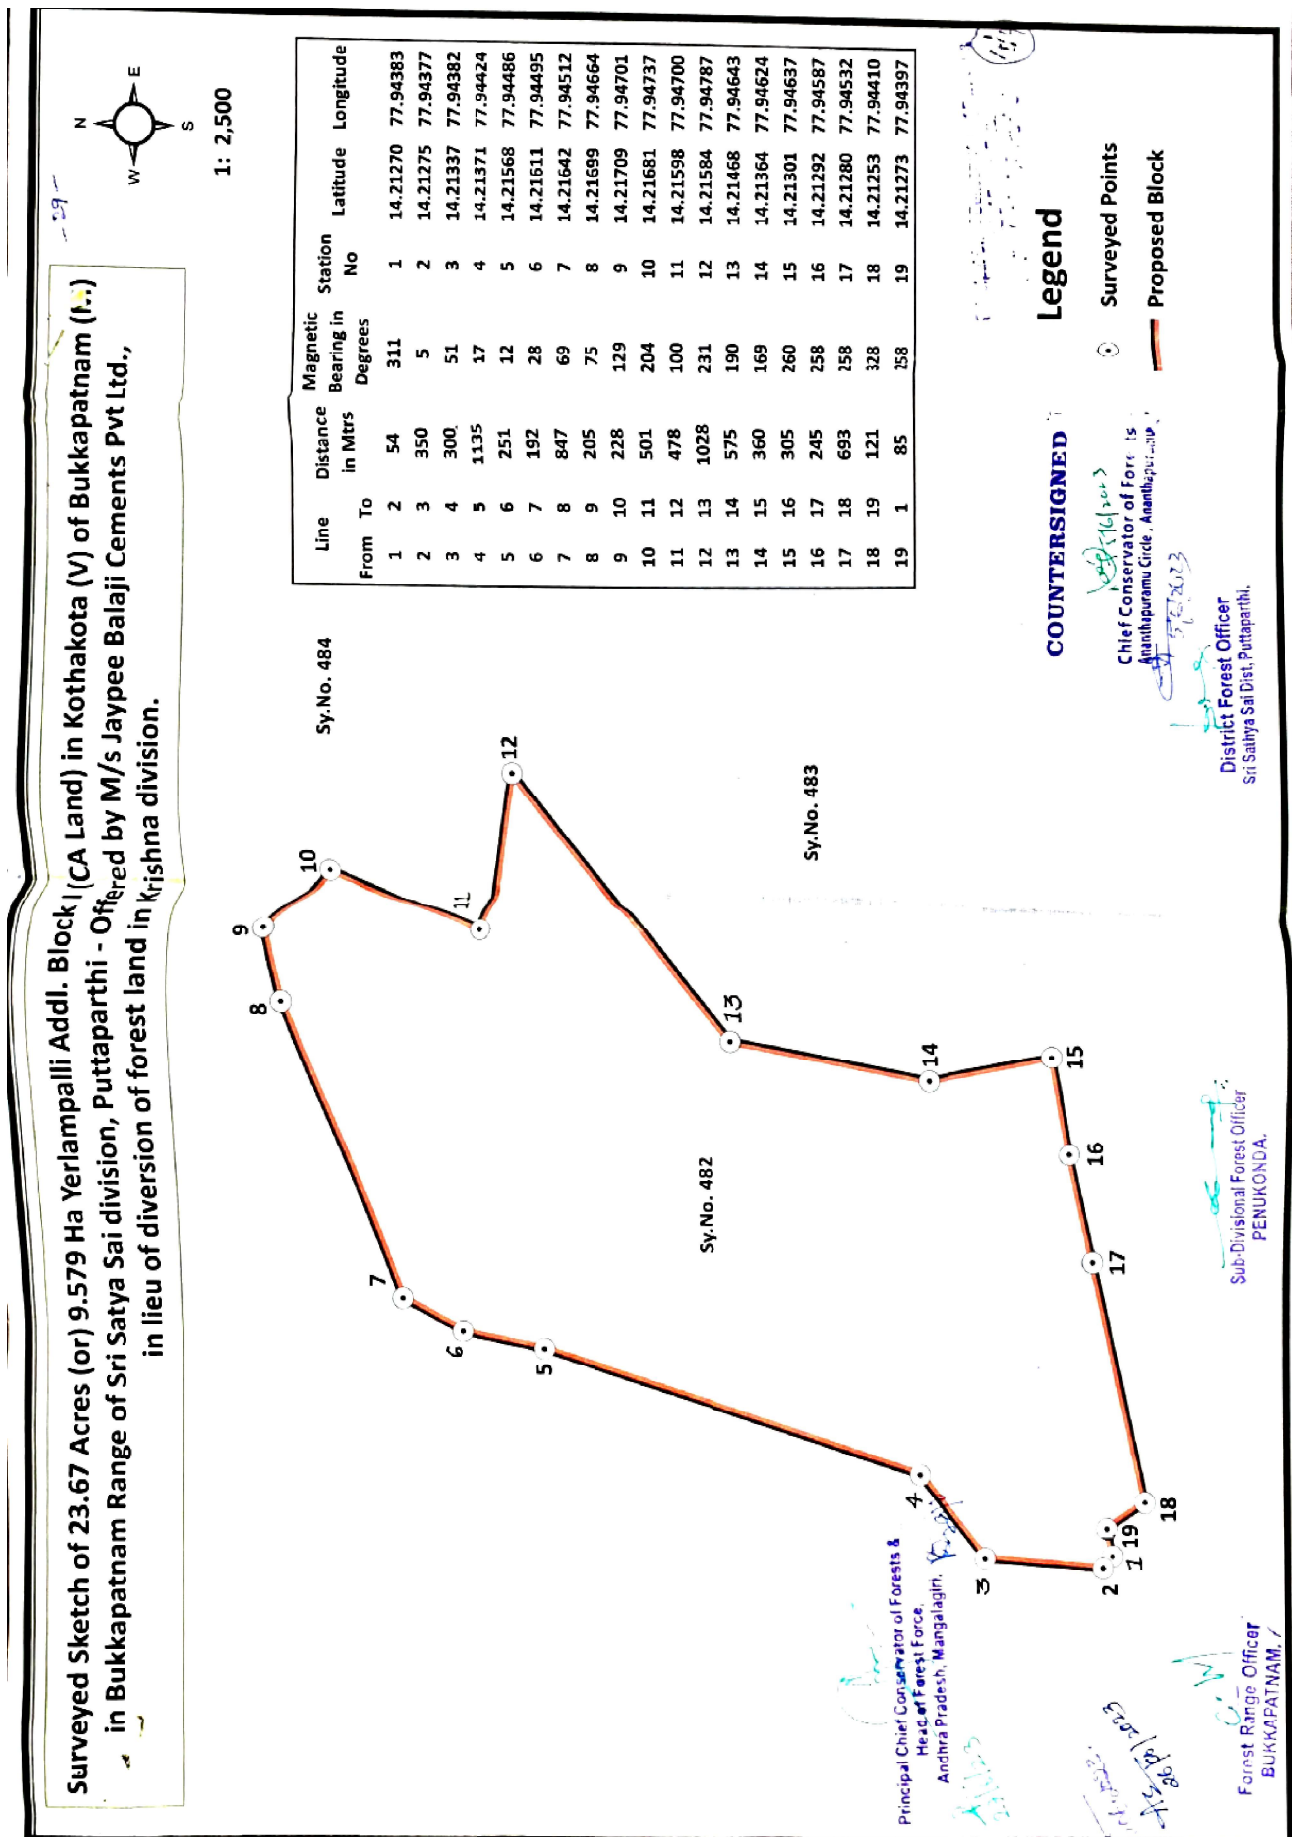 Surveyed Sketch of 23.67 Acres (or) 9.579 Ha Yerlampalli Addl. Block I (CA Land) in Kothakota (V) of Bukkapatnam (M)
in Bukkapatnam Range of Sri Satya Sai division, Puttaparthi - Offered by M/s Jaypee Balaji Cements Pvt Ltd.,
in lieu of diversion of forest land in Krishna division.
- 29 -
N
W E
S
1: 2,500
Line Distance in Mtrs Magnetic Bearing in Degrees Station No Latitude Longitude
From To
1 2 54 311 1 14.21270 77.94383
2 3 350 5 2 14.21275 77.94377
3 4 300 51 3 14.21337 77.94382
4 5 1135 17 4 14.21371 77.94424
5 6 251 12 5 14.21568 77.94486
6 7 192 28 6 14.21611 77.94495
7 8 847 69 7 14.21642 77.94512
8 9 205 75 8 14.21699 77.94664
9 10 228 129 9 14.21709 77.94701
10 11 501 204 10 14.21681 77.94737
11 12 478 100 11 14.21598 77.94700
12 13 1028 231 12 14.21584 77.94787
13 14 575 190 13 14.21468 77.94643
14 15 360 169 14 14.21364 77.94624
15 16 305 260 15 14.21301 77.94637
16 17 245 258 16 14.21292 77.94587
17 18 693 258 17 14.21280 77.94532
18 19 121 328 18 14.21253 77.94410
19 1 85 258 19 14.21273 77.94397
Sy.No. 484
Sy.No. 482
Sy.No. 483
1
2
3
4
5
6
7
8
9
10
11
12
13
14
15
16
17
18
19
Legend
Surveyed Points
Proposed Block
COUNTERSIGNED
Chief Conservator of Forests
Ananthapuramu Circle, Ananthapuramu
District Forest Officer
Sri Sathya Sai Dist, Puttaparthi.
Sub-Divisional Forest Officer
PENUKONDA.
Principal Chief Conservator of Forests &
Head of Forest Force,
Andhra Pradesh, Mangalagiri.
Forest Range Officer
BUKKAPATNAM.